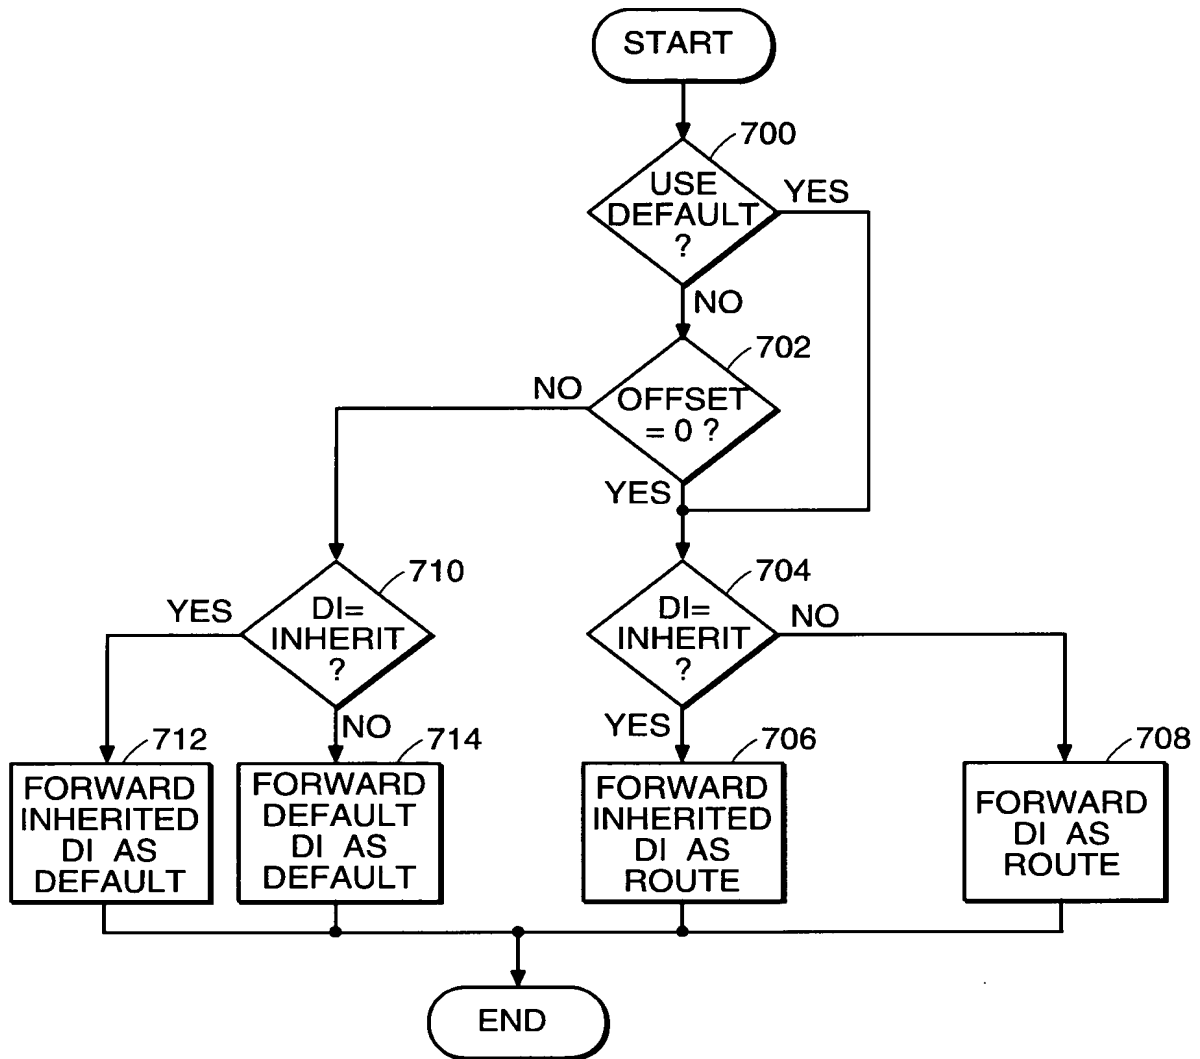 START
700
USE
DEFAULT
?
YES
NO
702
OFFSET
= 0 ?
NO
YES
710
DI=
INHERIT
?
YES
NO
704
DI=
INHERIT
?
NO
YES
712
FORWARD
INHERITED
DI AS
DEFAULT
714
FORWARD
DEFAULT
DI AS
DEFAULT
706
FORWARD
INHERITED
DI AS
ROUTE
708
FORWARD
DI AS
ROUTE
END